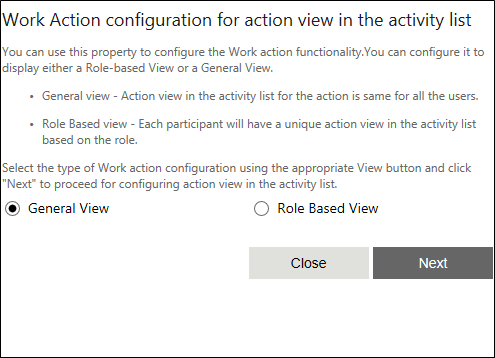 Work Action configuration for action view in the activity list
You can use this property to configure the Work action functionality.You can configure it to
display either a Role-based View or a General View.
• General view - Action view in the activity list for the action is same for all the users.
• Role Based view - Each participant will have a unique action view in the activity list
based on the role.
Select the type of Work action configuration using the appropriate View button and click
"Next" to proceed for configuring action view in the activity list.
General View Role Based View
Close Next